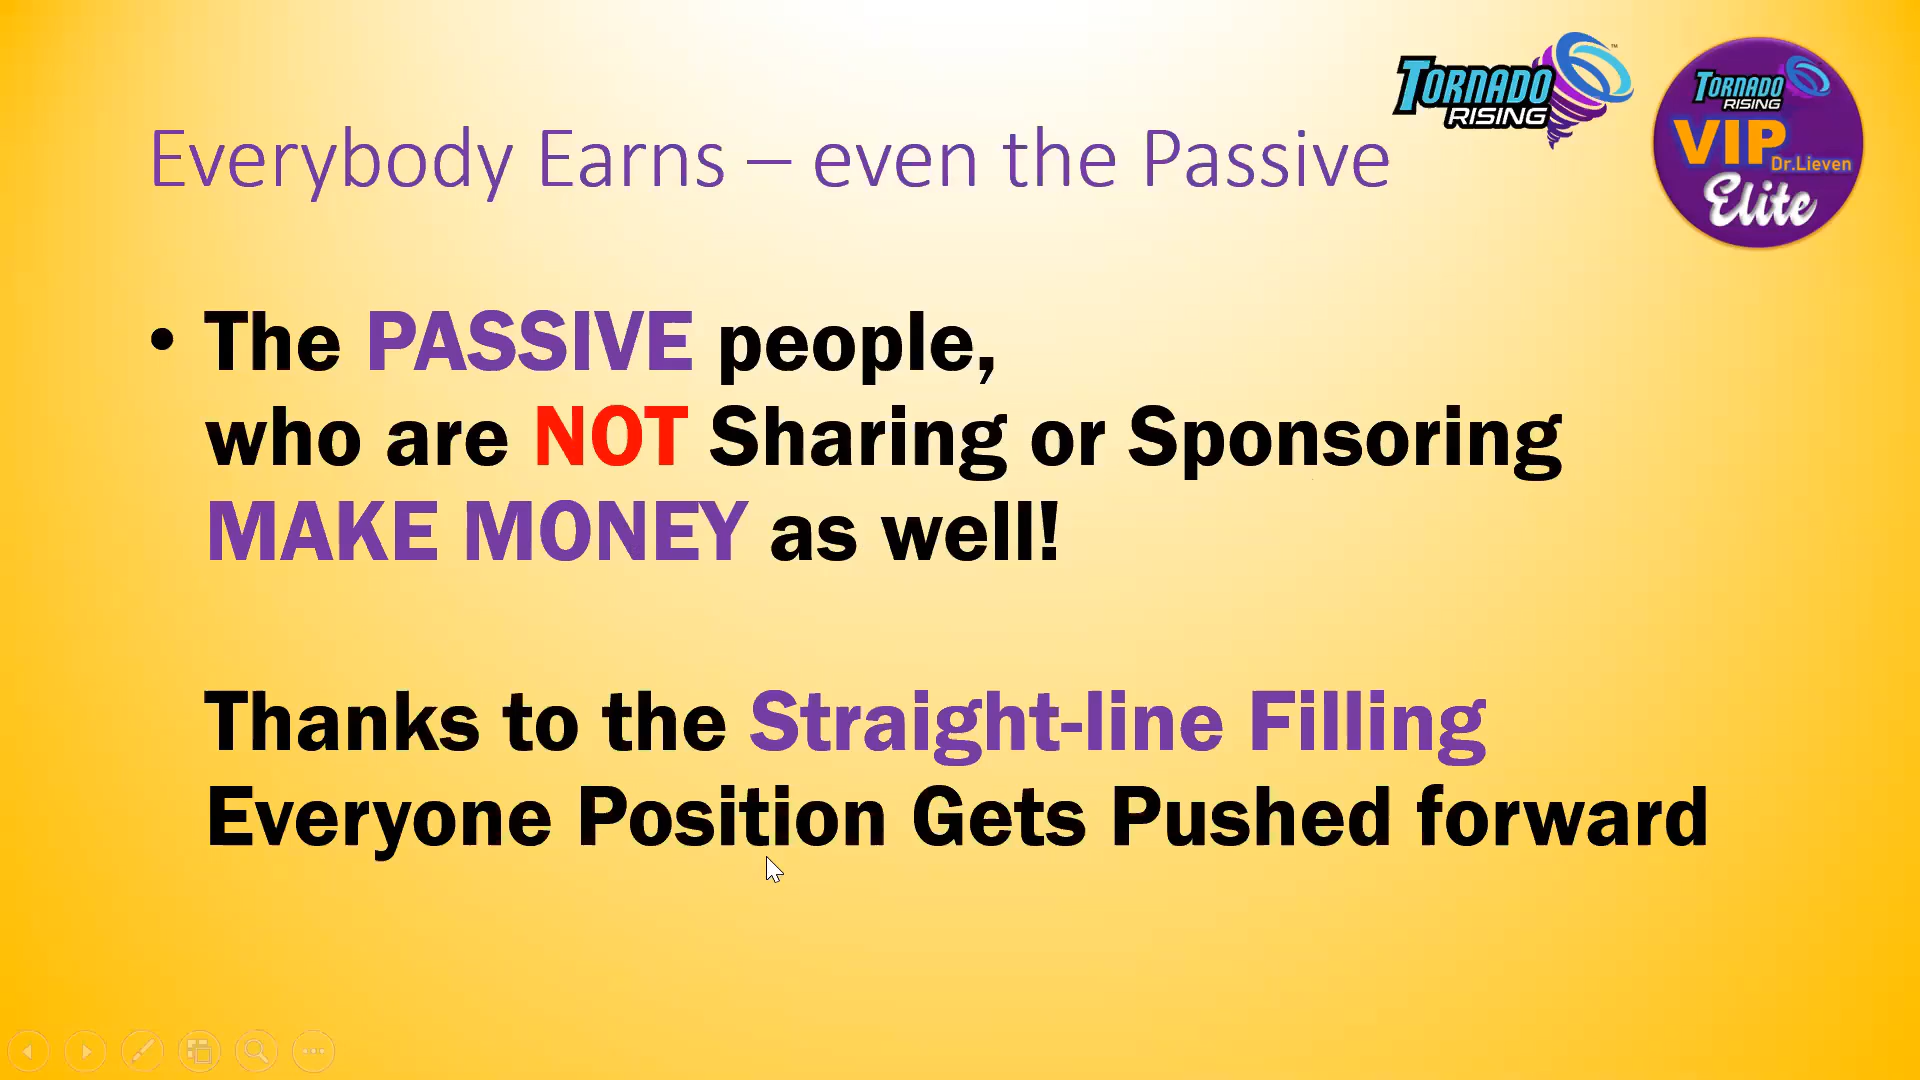 TORNADO
RISING
TORNADO
RISING
VIP
Dr.Lieven
Elite
Everybody Earns – even the Passive
• The PASSIVE people,
who are NOT Sharing or Sponsoring
MAKE MONEY as well!
Thanks to the Straight-line Filling
Everyone Position Gets Pushed forward